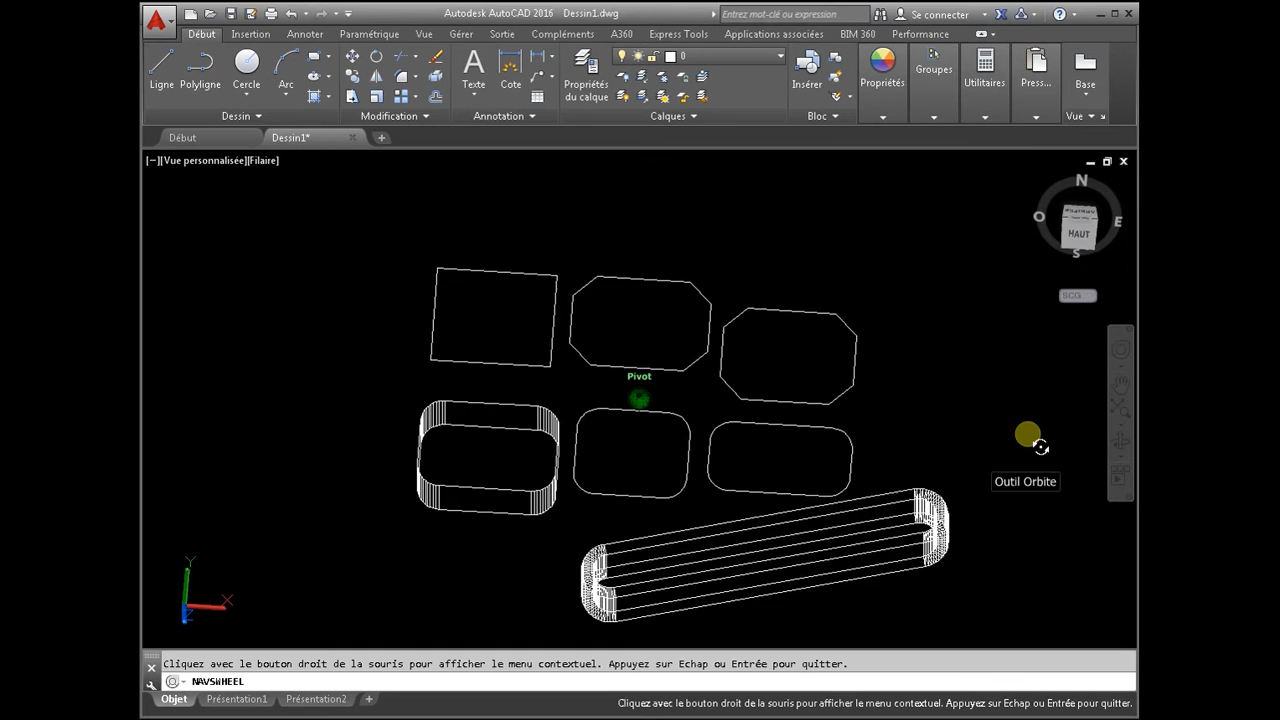 Autodesk AutoCAD 2016 Dessin1.dwg
Entrez mot-clé ou expression
Se connecter
Début Insertion Annoter Paramétrique Vue Gérer Sortie Compléments A360 Express Tools Applications associées BIM 360 Performance
0
Ligne Polyligne Cercle Arc
Texte Cote
Propriétés du calque
Insérer
Propriétés
Groupes
Utilitaires
Press...
Base
Dessin Modification Annotation Calques Bloc Vue
Début Dessin1*
[−][Vue personnalisée][Filaire]
N
O E
HAUT
S
SCG
Pivot
Outil Orbite
Y
X
Z
Cliquez avec le bouton droit de la souris pour afficher le menu contextuel. Appuyez sur Echap ou Entrée pour quitter.
NAVSWHEEL
Objet Présentation1 Présentation2
Cliquez avec le bouton droit de la souris pour afficher le menu contextuel. Appuyez sur Echap ou Entrée pour quitter.